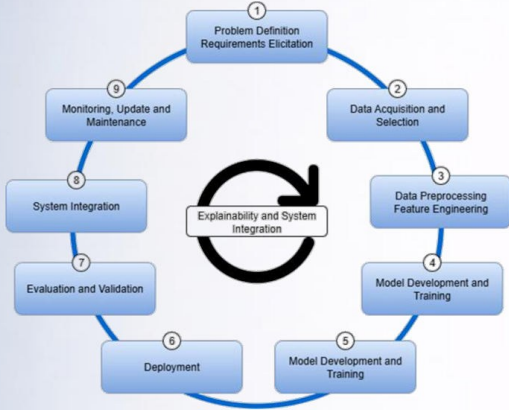 1
Problem Definition
Requirements Elicitation
2
Data Acquisition and
Selection
3
Data Preprocessing
Feature Engineering
4
Model Development and
Training
5
Model Development and
Training
6
Deployment
7
Evaluation and Validation
8
System Integration
9
Monitoring, Update and
Maintenance
Explainability and System
Integration